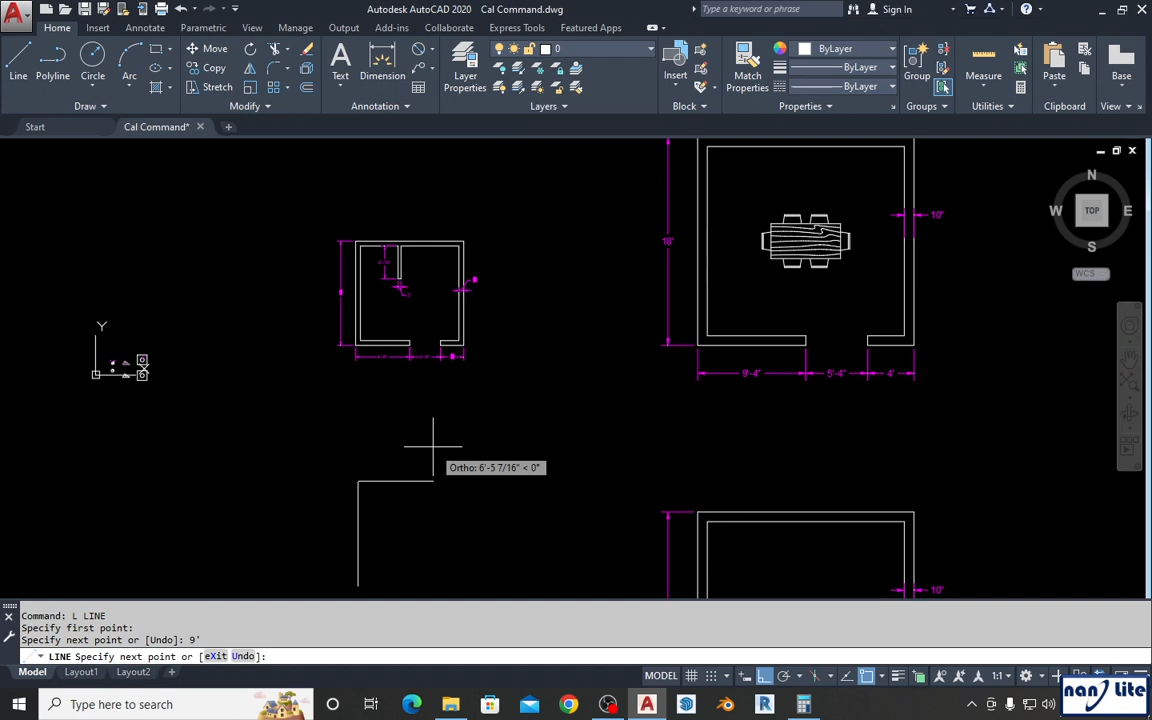 Autodesk AutoCAD 2020 Cal Command.dwg
Type a keyword or phrase
Sign In
Home Insert Annotate Parametric View Manage Output Add-ins Collaborate Express Tools Featured Apps
Line Polyline Circle Arc
Move
Copy
Stretch
Text Dimension
Layer Properties
0
Insert
Match Properties
ByLayer
ByLayer
ByLayer
Group
Measure
Paste
Base
Draw Modify Annotation Layers Block Properties Groups Utilities Clipboard View
Start Cal Command*
N
W TOP E
S
WCS
10"
18'
9'-4" 5'-4" 4'
10"
Y
X
Ortho: 6'-5 7/16" < 0°
Command: L LINE
Specify first point:
Specify next point or [Undo]: 9'
LINE Specify next point or [eXit Undo]:
Model Layout1 Layout2
MODEL
1:1
Type here to search
nanolite